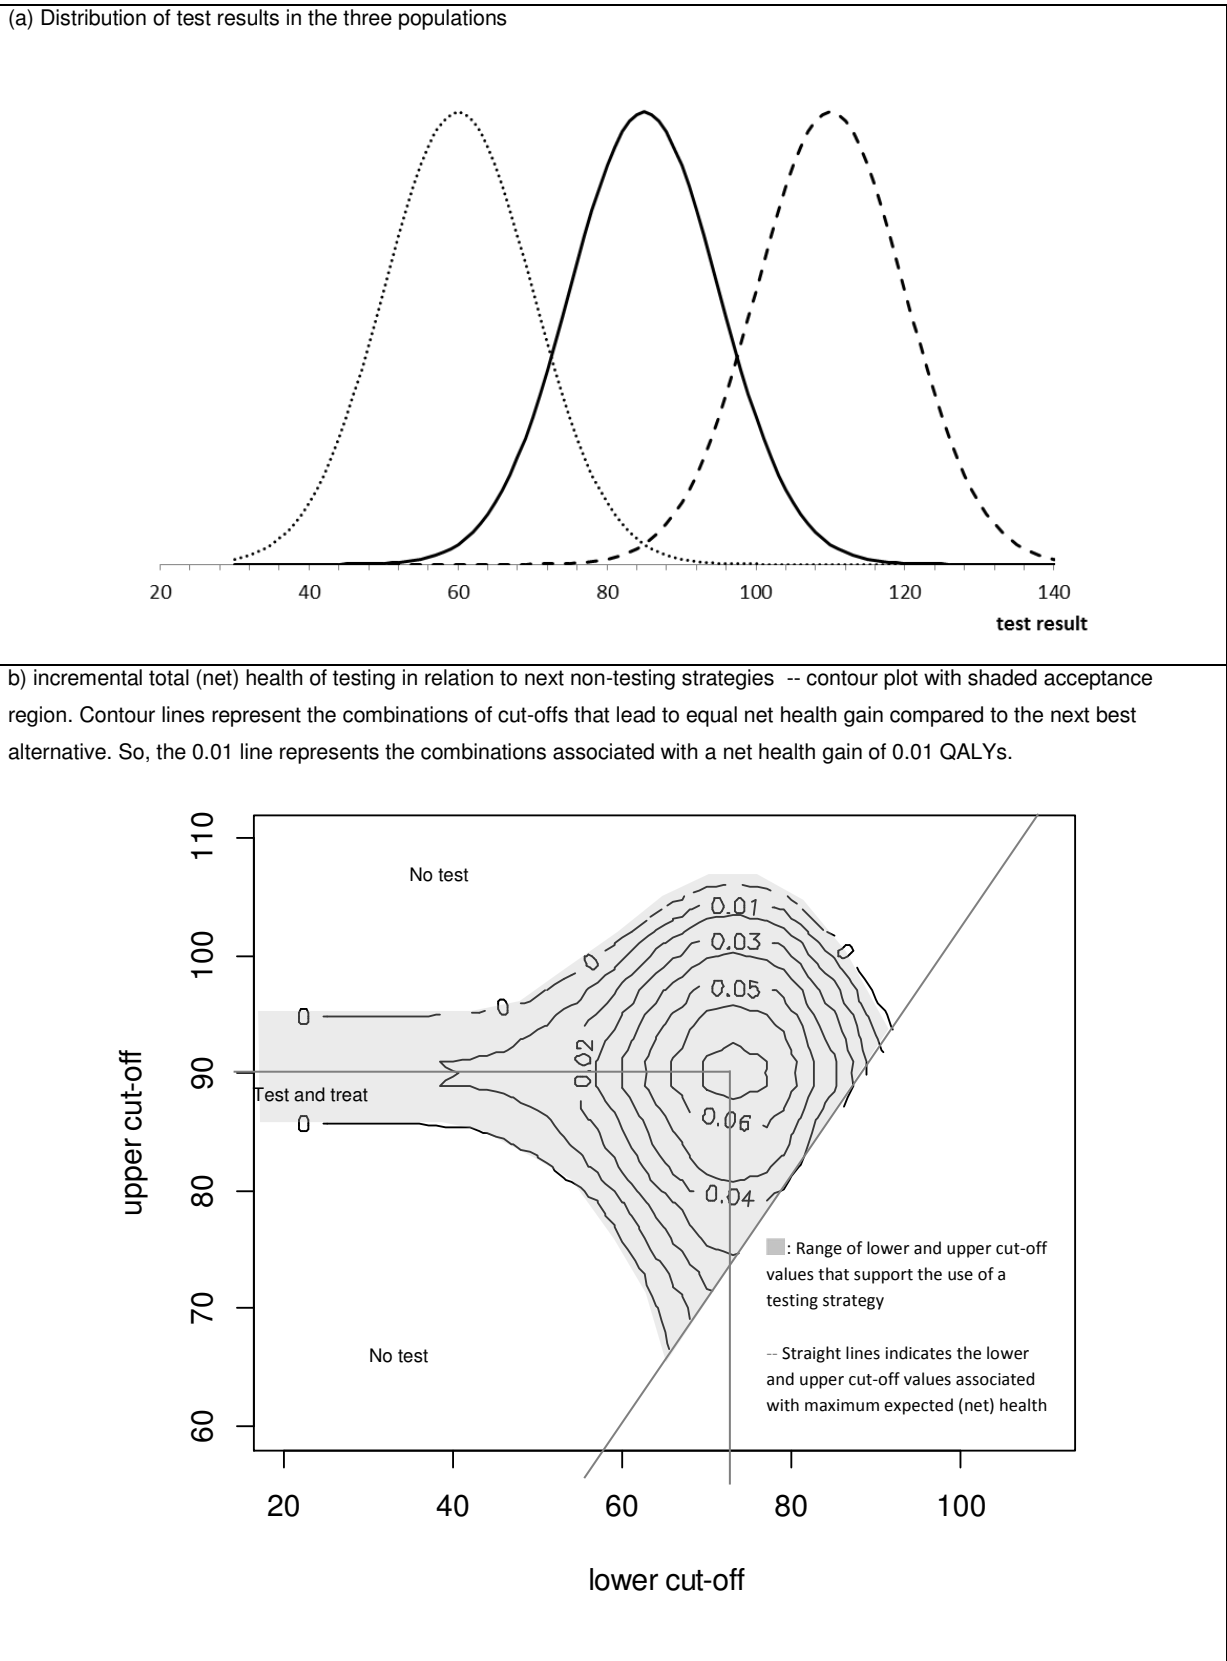 (a) Distribution of test results in the three populations
20 40 60 80 100 120 140
test result
b) incremental total (net) health of testing in relation to next non-testing strategies -- contour plot with shaded acceptance
region. Contour lines represent the combinations of cut-offs that lead to equal net health gain compared to the next best
alternative. So, the 0.01 line represents the combinations associated with a net health gain of 0.01 QALYs.
110
No test
0.01
0.03
0
0
100
0.05
0
0
0.02
90
Test and treat
0.06
0
upper cut-off
80
0.04
: Range of lower and upper cut-off
values that support the use of a
testing strategy
70
No test
-- Straight lines indicates the lower
and upper cut-off values associated
with maximum expected (net) health
60
20 40 60 80 100
lower cut-off